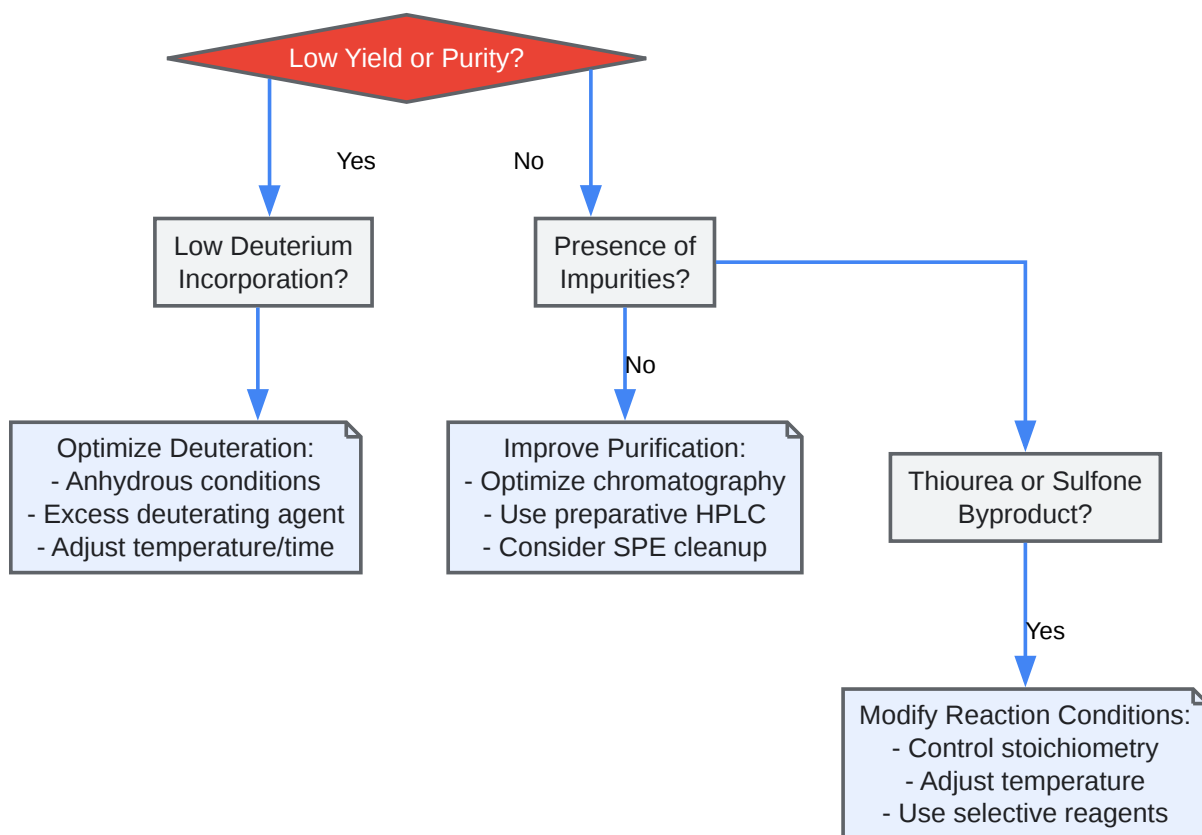 Low Yield or Purity?
Yes
No
Low Deuterium
Incorporation?
Presence of
Impurities?
No
Optimize Deuteration:
- Anhydrous conditions
- Excess deuterating agent
- Adjust temperature/time
Improve Purification:
- Optimize chromatography
- Use preparative HPLC
- Consider SPE cleanup
Thiourea or Sulfone
Byproduct?
Yes
Modify Reaction Conditions:
- Control stoichiometry
- Adjust temperature
- Use selective reagents